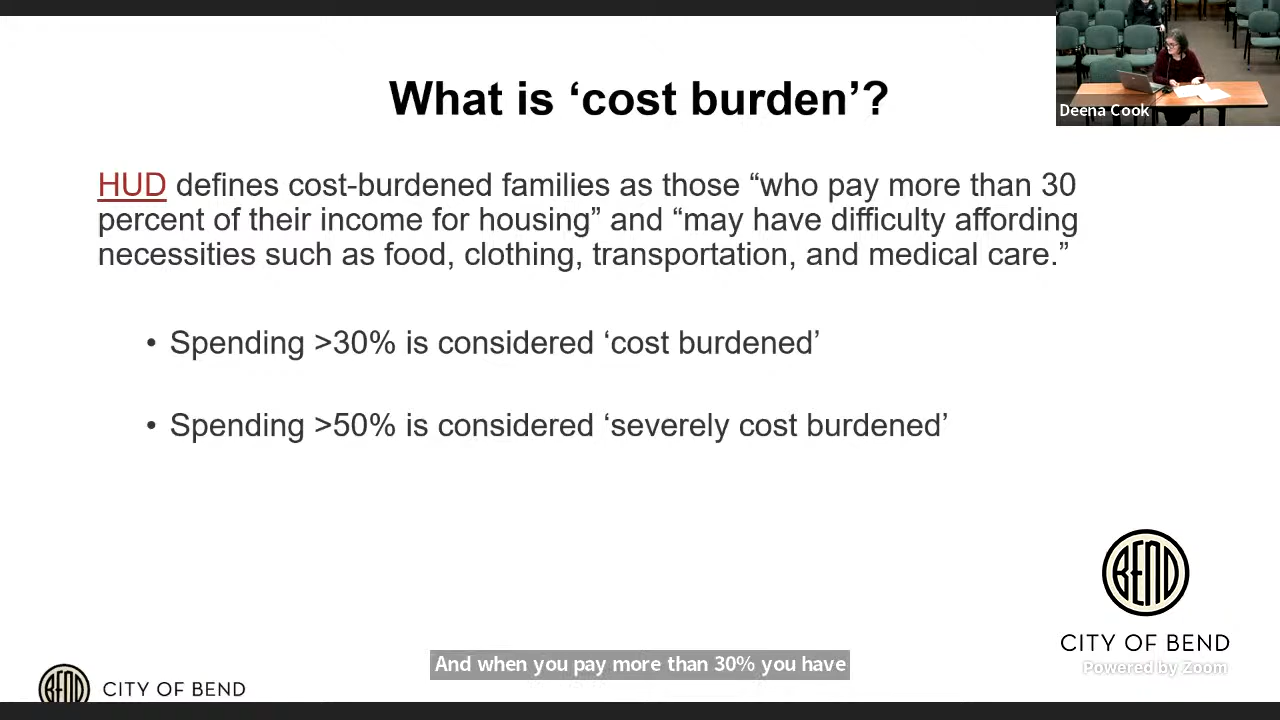 What is ‘cost burden’?
Deena Cook
HUD defines cost-burdened families as those “who pay more than 30
percent of their income for housing” and “may have difficulty affording
necessities such as food, clothing, transportation, and medical care.”
• Spending >30% is considered ‘cost burdened’
• Spending >50% is considered ‘severely cost burdened’
BEND
CITY OF BEND
Powered by Zoom
And when you pay more than 30% you have
BEND
CITY OF BEND